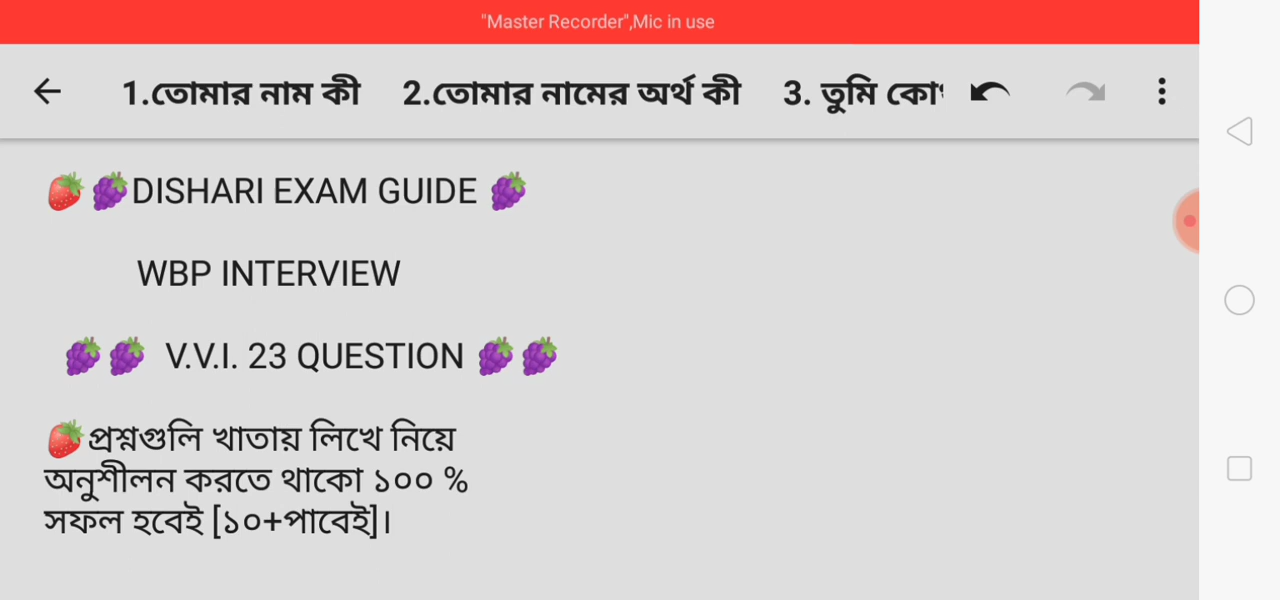 "Master Recorder",Mic in use
1.তোমার নাম কী 2.তোমার নামের অর্থ কী 3. তুমি
🍓🍇DISHARI EXAM GUIDE 🍇
WBP INTERVIEW
🍇🍇 V.V.I. 23 QUESTION 🍇🍇
🍓প্রশ্নগুলি খাতায় লিখে নিয়ে
অনুশীলন করতে থাকো ১০০ %
সফল হবেই [১০+পাবেই]।